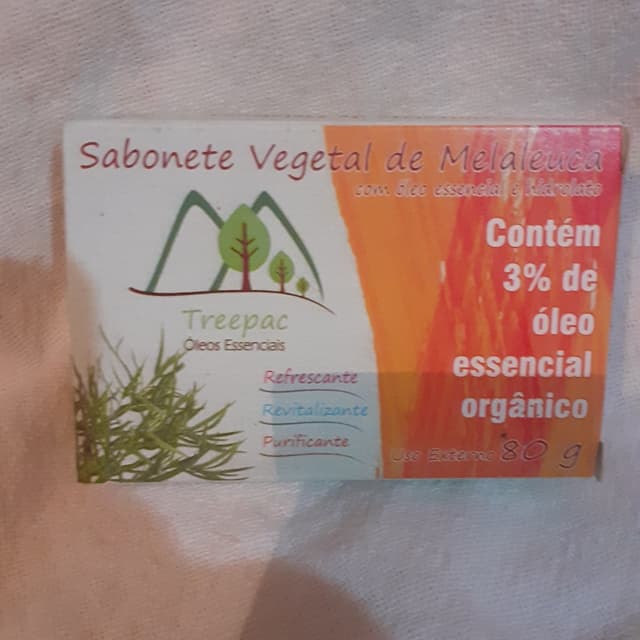 Sabonete Vegetal de Melaleuca
com óleo essencial e Hidrolato
Contém
3% de
óleo
essencial
orgânico
Treepac
Óleos Essenciais
Refrescante
Revitalizante
Purificante
Uso Externo 80 g